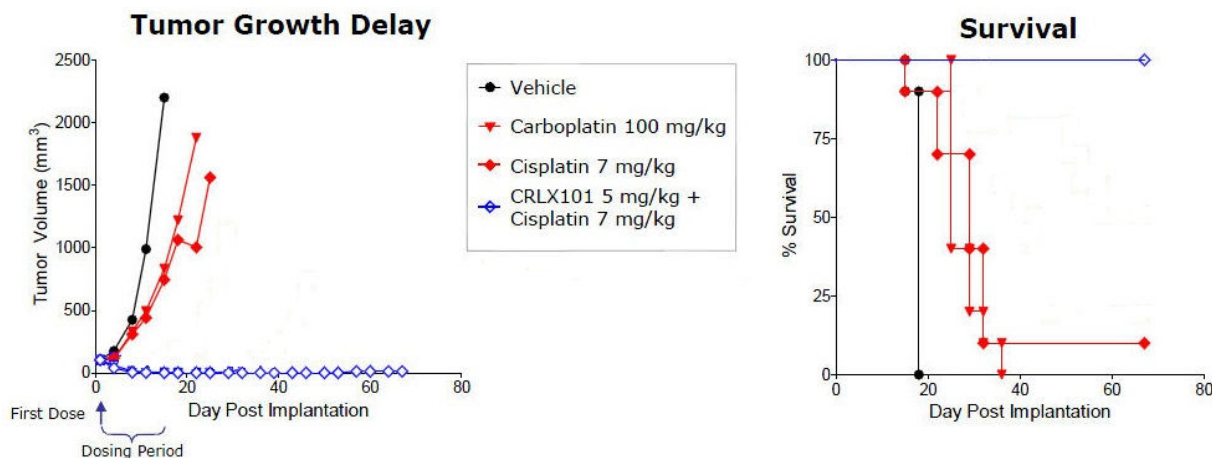 Tumor Growth Delay
Survival
2500
2000
1500
1000
500
0
Tumor Volume (mm³)
0 20 40 60 80
Day Post Implantation
First Dose
Dosing Period
Vehicle
Carboplatin 100 mg/kg
Cisplatin 7 mg/kg
CRLX101 5 mg/kg +
Cisplatin 7 mg/kg
100
75
50
25
0
% Survival
0 20 40 60 80
Day Post Implantation